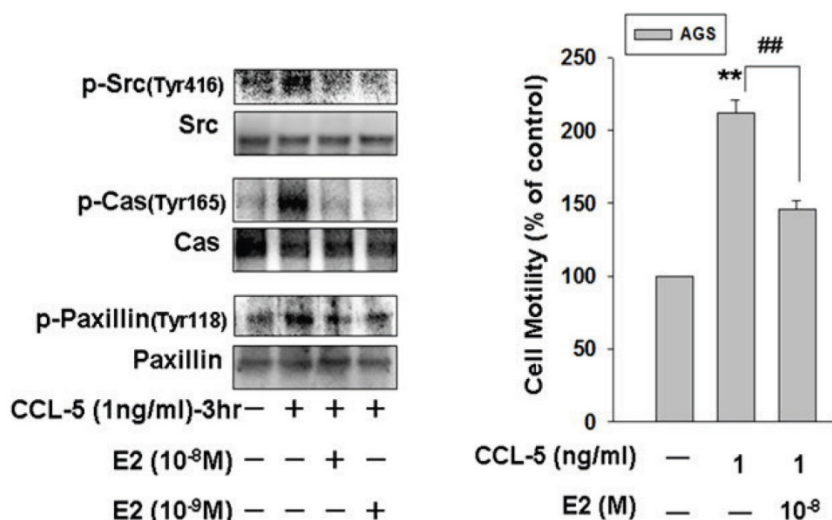 p-Src(Tyr416)
Src
p-Cas(Tyr165)
Cas
p-Paxillin(Tyr118)
Paxillin
CCL-5 (1ng/ml)-3hr — + + +
E2 (10⁻⁸M) — — + —
E2 (10⁻⁹M) — — — +
AGS
##
**
Cell Motility (% of control)
250
200
150
100
50
0
CCL-5 (ng/ml) — 1 1
E2 (M) — — 10⁻⁸